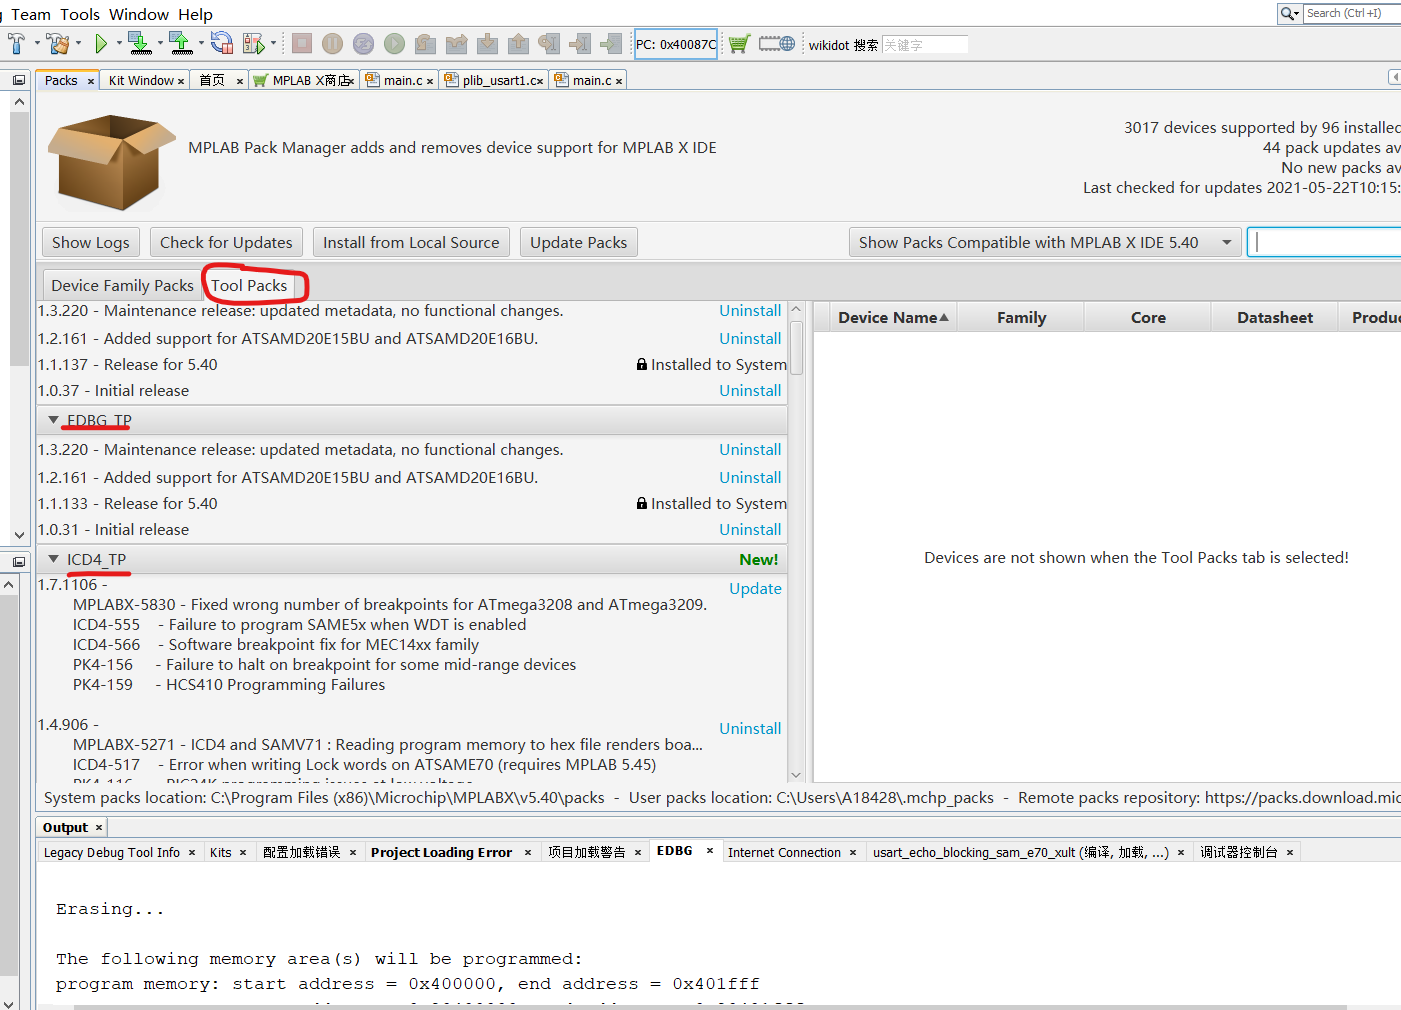 Team Tools Window Help
Search (Ctrl+I)
PC: 0x40087C
wikidot 搜索 关键字
Packs Kit Window 首页 MPLAB X商店 main.c plib_usart1.c main.c
MPLAB Pack Manager adds and removes device support for MPLAB X IDE
3017 devices supported by 96 installed
44 pack updates av
No new packs av
Last checked for updates 2021-05-22T10:15:
Show Logs Check for Updates Install from Local Source Update Packs Show Packs Compatible with MPLAB X IDE 5.40
Device Family Packs Tool Packs
1.3.220 - Maintenance release: updated metadata, no functional changes. Uninstall
1.2.161 - Added support for ATSAMD20E15BU and ATSAMD20E16BU. Uninstall
1.1.137 - Release for 5.40 Installed to System
1.0.37 - Initial release Uninstall
EDBG_TP
1.3.220 - Maintenance release: updated metadata, no functional changes. Uninstall
1.2.161 - Added support for ATSAMD20E15BU and ATSAMD20E16BU. Uninstall
1.1.133 - Release for 5.40 Installed to System
1.0.31 - Initial release Uninstall
ICD4_TP New!
1.7.1106 - Update
MPLABX-5830 - Fixed wrong number of breakpoints for ATmega3208 and ATmega3209.
ICD4-555 - Failure to program SAME5x when WDT is enabled
ICD4-566 - Software breakpoint fix for MEC14xx family
PK4-156 - Failure to halt on breakpoint for some mid-range devices
PK4-159 - HCS410 Programming Failures
1.4.906 - Uninstall
MPLABX-5271 - ICD4 and SAMV71 : Reading program memory to hex file renders boa...
ICD4-517 - Error when writing Lock words on ATSAME70 (requires MPLAB 5.45)
Device Name Family Core Datasheet Produc
Devices are not shown when the Tool Packs tab is selected!
System packs location: C:\Program Files (x86)\Microchip\MPLABX\v5.40\packs - User packs location: C:\Users\A18428\.mchp_packs - Remote packs repository: https://packs.download.mic
Output
Legacy Debug Tool Info Kits 配置加载错误 Project Loading Error 项目加载警告 EDBG Internet Connection usart_echo_blocking_sam_e70_xult (编译, 加载, ...) 调试器控制台
Erasing...
The following memory area(s) will be programmed:
program memory: start address = 0x400000, end address = 0x401fff